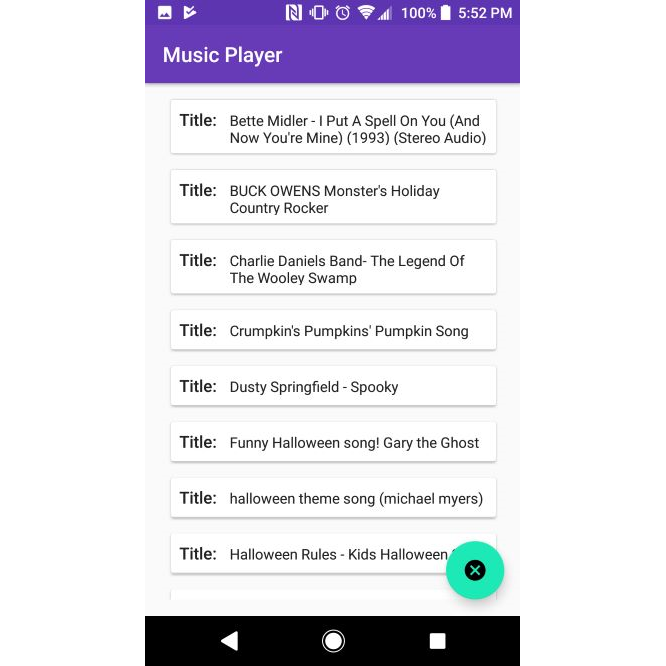 100% 5:52 PM
Music Player
Title: Bette Midler - I Put A Spell On You (And
Now You're Mine) (1993) (Stereo Audio)
Title: BUCK OWENS Monster's Holiday
Country Rocker
Title: Charlie Daniels Band- The Legend Of
The Wooley Swamp
Title: Crumpkin's Pumpkins' Pumpkin Song
Title: Dusty Springfield - Spooky
Title: Funny Halloween song! Gary the Ghost
Title: halloween theme song (michael myers)
Title: Halloween Rules - Kids Halloween